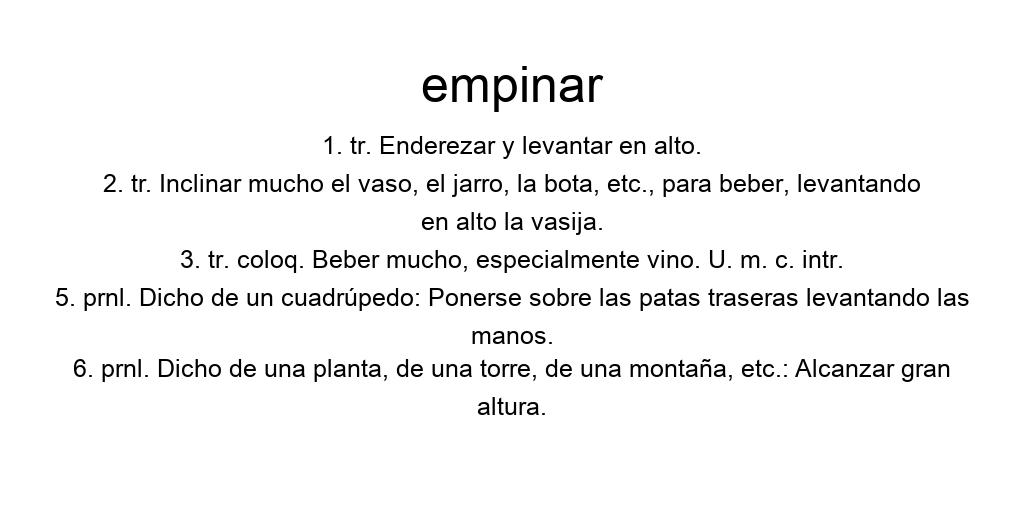 empinar
1. tr. Enderezar y levantar en alto.
2. tr. Inclinar mucho el vaso, el jarro, la bota, etc., para beber, levantando
en alto la vasija.
3. tr. coloq. Beber mucho, especialmente vino. U. m. c. intr.
5. prnl. Dicho de un cuadrúpedo: Ponerse sobre las patas traseras levantando las
manos.
6. prnl. Dicho de una planta, de una torre, de una montaña, etc.: Alcanzar gran
altura.